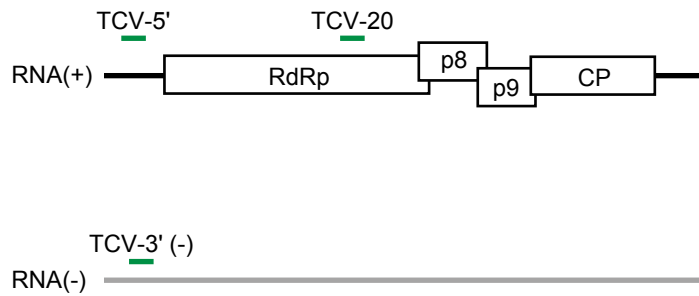 TCV-5' TCV-20
RNA(+) RdRp p8 p9 CP
TCV-3' (-)
RNA(-)